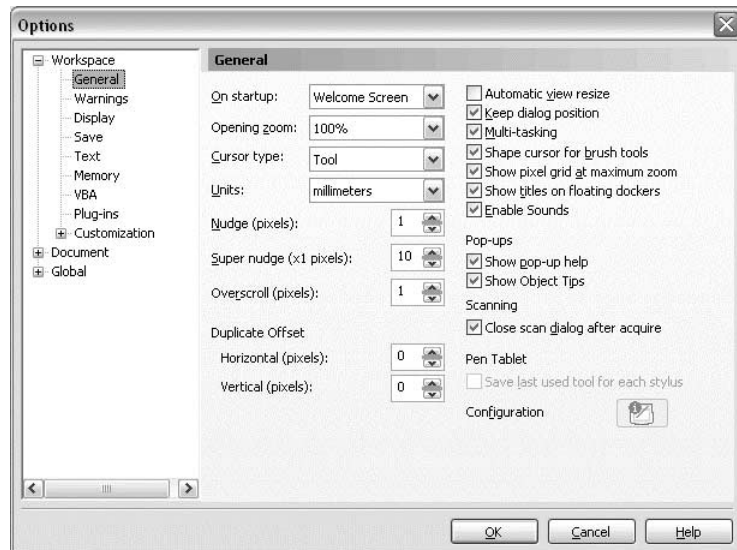 Options
Workspace
General
Warnings
Display
Save
Text
Memory
VBA
Plug-ins
Customization
Document
Global
General
On startup: Welcome Screen
Opening zoom: 100%
Cursor type: Tool
Units: millimeters
Nudge (pixels): 1
Super nudge (x1 pixels): 10
Overscroll (pixels): 1
Duplicate Offset
Horizontal (pixels): 0
Vertical (pixels): 0
Automatic view resize
Keep dialog position
Multi-tasking
Shape cursor for brush tools
Show pixel grid at maximum zoom
Show titles on floating dockers
Enable Sounds
Pop-ups
Show pop-up help
Show Object Tips
Scanning
Close scan dialog after acquire
Pen Tablet
Save last used tool for each stylus
Configuration
OK
Cancel
Help